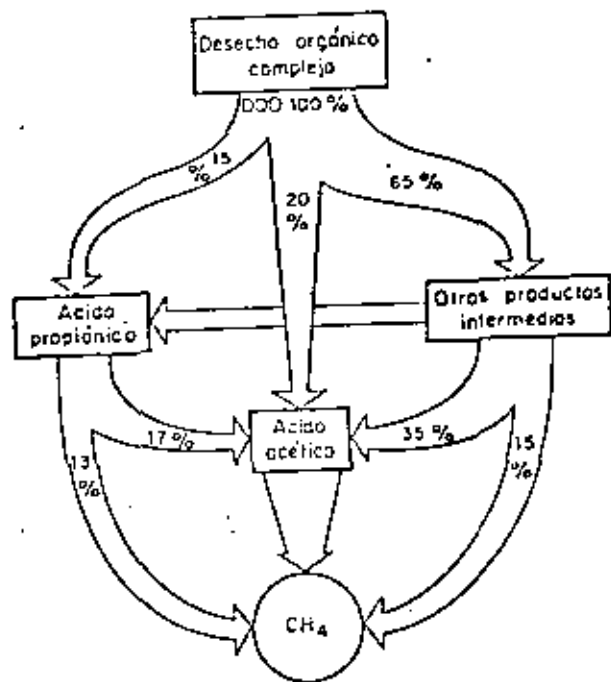 Desecho orgánico
complejo
DQO 100 %
15
%
20
%
65 %
Acido
propiónico
Otros productos
intermedios
17 %
Acido
acético
35 %
13
%
15
%
CH₄